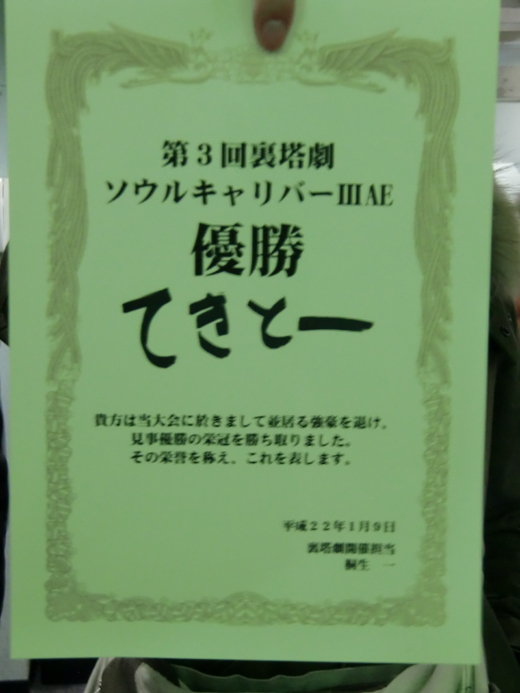 第3回裏塔劇
ソウルキャリバーⅢAE
優勝
てきとー
貴方は当大会に於きまして並居る強豪を退け、
見事優勝の栄冠を勝ち取りました。
その栄誉を称え、これを表します。
平成22年1月9日
裏塔劇開催担当
桐生 一